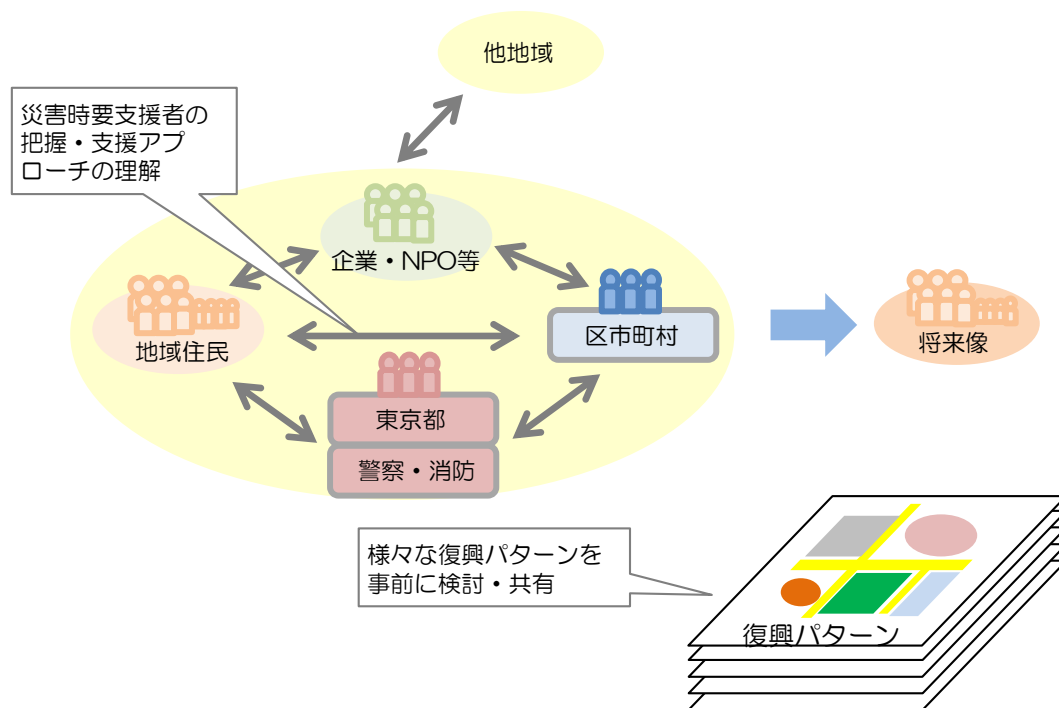 他地域
災害時要支援者の
把握・支援アプ
ローチの理解
企業・NPO等
地域住民
区市町村
将来像
東京都
警察・消防
様々な復興パターンを
事前に検討・共有
復興パターン